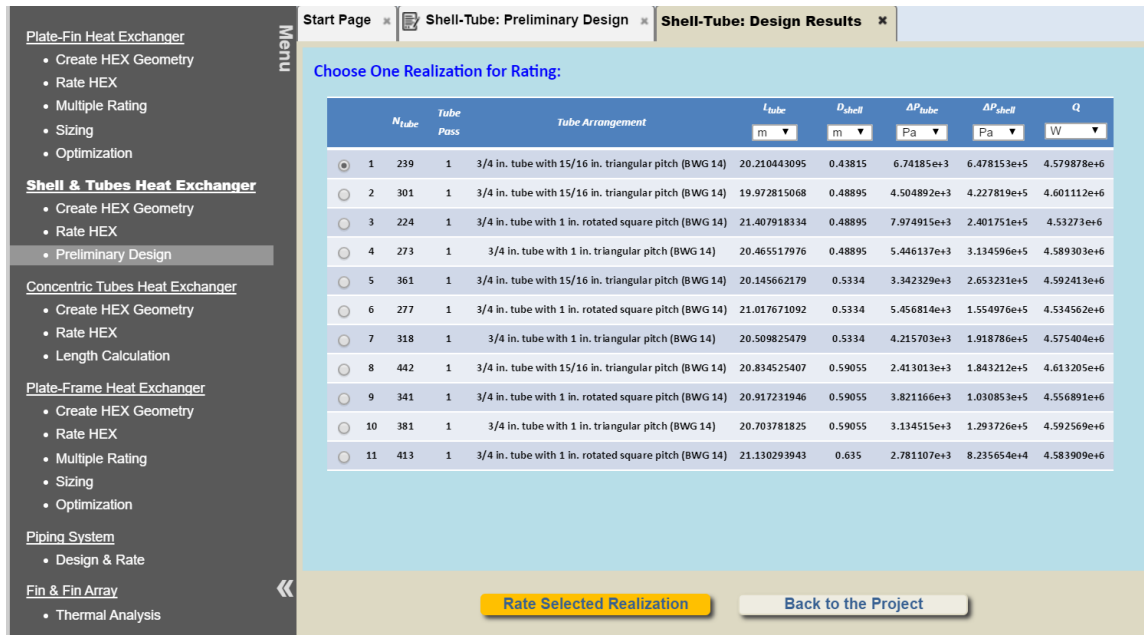 Menu
Plate-Fin Heat Exchanger
• Create HEX Geometry
• Rate HEX
• Multiple Rating
• Sizing
• Optimization
Shell & Tubes Heat Exchanger
• Create HEX Geometry
• Rate HEX
• Preliminary Design
Concentric Tubes Heat Exchanger
• Create HEX Geometry
• Rate HEX
• Length Calculation
Plate-Frame Heat Exchanger
• Create HEX Geometry
• Rate HEX
• Multiple Rating
• Sizing
• Optimization
Piping System
• Design & Rate
Fin & Fin Array
• Thermal Analysis
Start Page × Shell-Tube: Preliminary Design × Shell-Tube: Design Results ×
Choose One Realization for Rating:
N_tube Tube Pass Tube Arrangement L_tube D_shell ΔP_tube ΔP_shell Q
m m Pa Pa W
1 239 1 3/4 in. tube with 15/16 in. triangular pitch (BWG 14) 20.210443095 0.43815 6.74185e+3 6.478153e+5 4.579878e+6
2 301 1 3/4 in. tube with 15/16 in. triangular pitch (BWG 14) 19.972815068 0.48895 4.504892e+3 4.227819e+5 4.601112e+6
3 224 1 3/4 in. tube with 1 in. rotated square pitch (BWG 14) 21.407918334 0.48895 7.974915e+3 2.401751e+5 4.53273e+6
4 273 1 3/4 in. tube with 1 in. triangular pitch (BWG 14) 20.465517976 0.48895 5.446137e+3 3.134596e+5 4.589303e+6
5 361 1 3/4 in. tube with 15/16 in. triangular pitch (BWG 14) 20.145662179 0.5334 3.342329e+3 2.653231e+5 4.592413e+6
6 277 1 3/4 in. tube with 1 in. rotated square pitch (BWG 14) 21.017671092 0.5334 5.456814e+3 1.554976e+5 4.534562e+6
7 318 1 3/4 in. tube with 1 in. triangular pitch (BWG 14) 20.509825479 0.5334 4.215703e+3 1.918786e+5 4.575404e+6
8 442 1 3/4 in. tube with 15/16 in. triangular pitch (BWG 14) 20.834525407 0.59055 2.413013e+3 1.843212e+5 4.613205e+6
9 341 1 3/4 in. tube with 1 in. rotated square pitch (BWG 14) 20.917231946 0.59055 3.821166e+3 1.030853e+5 4.556891e+6
10 381 1 3/4 in. tube with 1 in. triangular pitch (BWG 14) 20.703781825 0.59055 3.134515e+3 1.293726e+5 4.592569e+6
11 413 1 3/4 in. tube with 1 in. rotated square pitch (BWG 14) 21.130293943 0.635 2.781107e+3 8.235654e+4 4.583909e+6
Rate Selected Realization Back to the Project